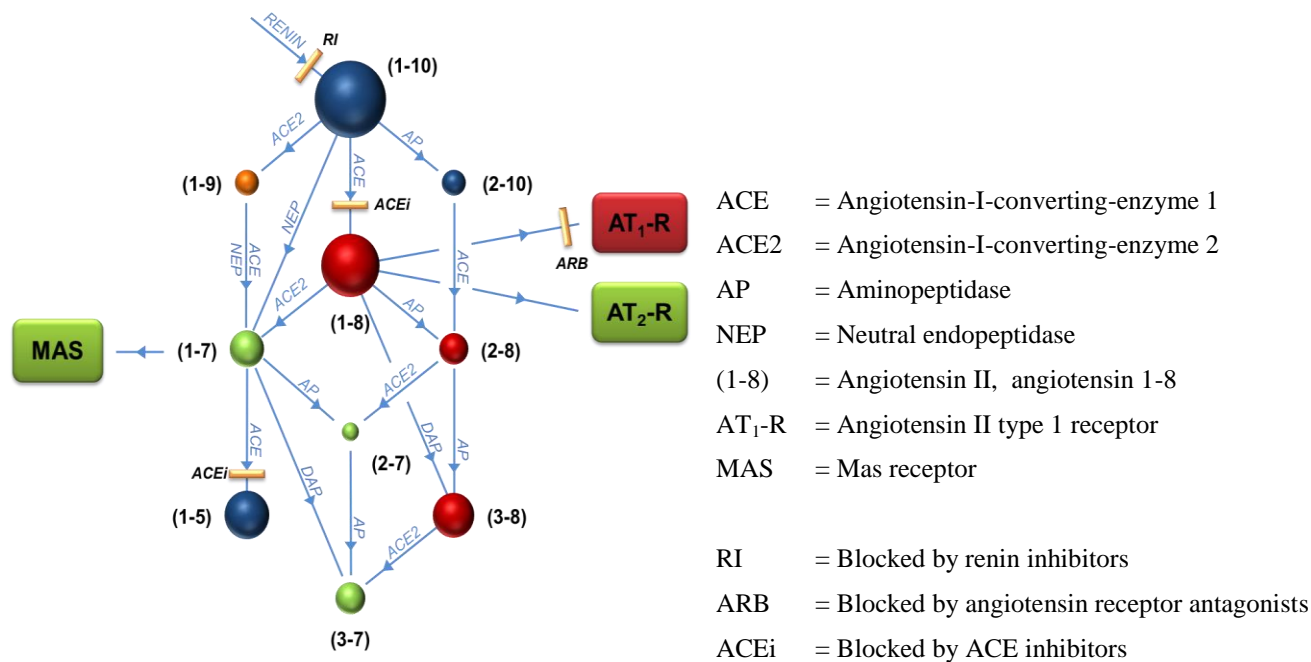 RENIN
RI
(1-10)
ACE2
AP
ACE
NEP
(1-9)
(2-10)
ACEi
ACE
NEP
ACE
AT1-R
ARB
AT2-R
ACE2
AP
(1-8)
MAS
(1-7)
(2-8)
AP
ACE2
ACE
DAP
(2-7)
DAP
AP
ACEi
(1-5)
AP
(3-8)
ACE2
(3-7)
ACE = Angiotensin-I-converting-enzyme 1
ACE2 = Angiotensin-I-converting-enzyme 2
AP = Aminopeptidase
NEP = Neutral endopeptidase
(1-8) = Angiotensin II, angiotensin 1-8
AT1-R = Angiotensin II type 1 receptor
MAS = Mas receptor
RI = Blocked by renin inhibitors
ARB = Blocked by angiotensin receptor antagonists
ACEi = Blocked by ACE inhibitors